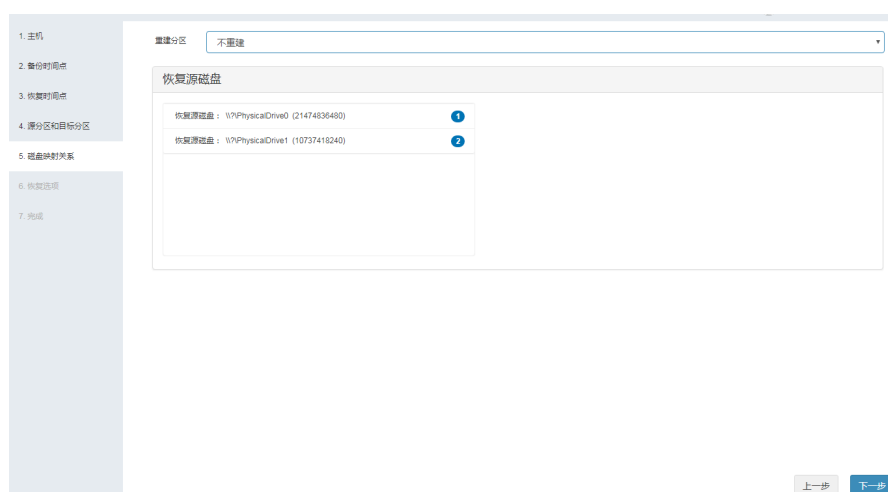 1. 主机
2. 备份时间点
3. 恢复时间点
4. 源分区和目标分区
5. 磁盘映射关系
6. 恢复选项
7. 完成
重建分区 不重建
恢复源磁盘
恢复源磁盘： \\?\PhysicalDrive0 (21474836480) 1
恢复源磁盘： \\?\PhysicalDrive1 (10737418240) 2
上一步 下一步